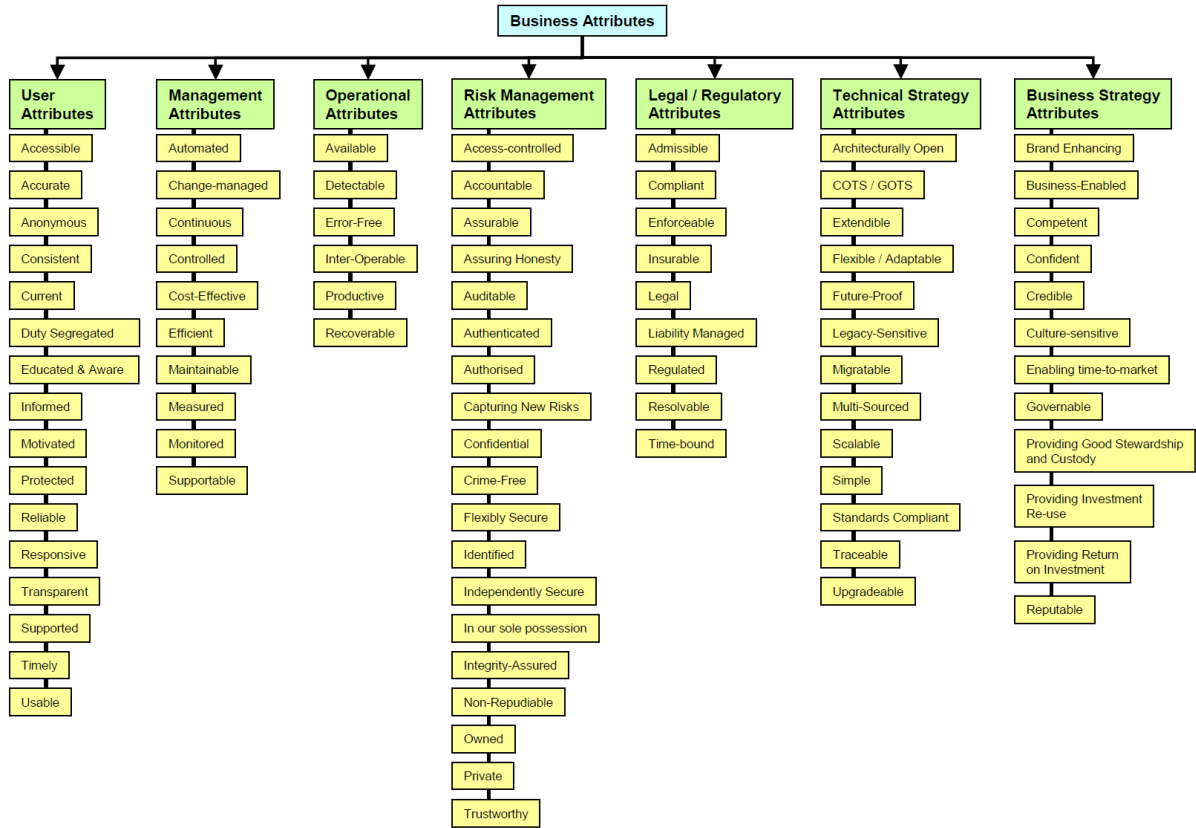 Business Attributes
User
Attributes
Accessible
Accurate
Anonymous
Consistent
Current
Duty Segregated
Educated & Aware
Informed
Motivated
Protected
Reliable
Responsive
Transparent
Supported
Timely
Usable
Management
Attributes
Automated
Change-managed
Continuous
Controlled
Cost-Effective
Efficient
Maintainable
Measured
Monitored
Supportable
Operational
Attributes
Available
Detectable
Error-Free
Inter-Operable
Productive
Recoverable
Risk Management
Attributes
Access-controlled
Accountable
Assurable
Assuring Honesty
Auditable
Authenticated
Authorised
Capturing New Risks
Confidential
Crime-Free
Flexibly Secure
Identified
Independently Secure
In our sole possession
Integrity-Assured
Non-Repudiable
Owned
Private
Trustworthy
Legal / Regulatory
Attributes
Admissible
Compliant
Enforceable
Insurable
Legal
Liability Managed
Regulated
Resolvable
Time-bound
Technical Strategy
Attributes
Architecturally Open
COTS / GOTS
Extendible
Flexible / Adaptable
Future-Proof
Legacy-Sensitive
Migratable
Multi-Sourced
Scalable
Simple
Standards Compliant
Traceable
Upgradeable
Business Strategy
Attributes
Brand Enhancing
Business-Enabled
Competent
Confident
Credible
Culture-sensitive
Enabling time-to-market
Governable
Providing Good Stewardship
and Custody
Providing Investment
Re-use
Providing Return
on Investment
Reputable